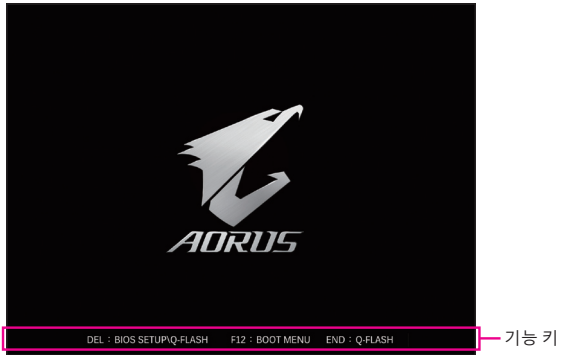 AORUS
DEL : BIOS SETUP\Q-FLASH F12 : BOOT MENU END : Q-FLASH
기능 키